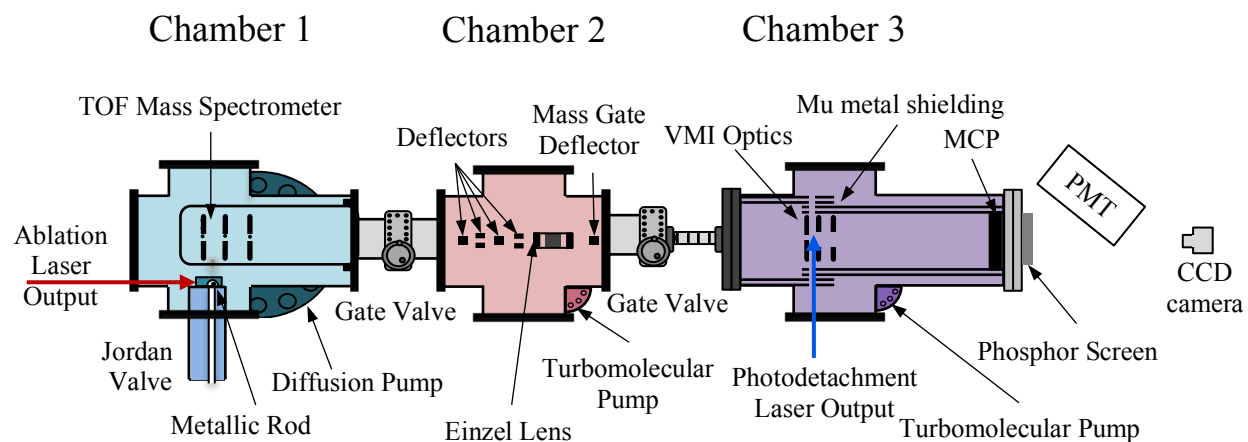 Chamber 1
Chamber 2
Chamber 3
TOF Mass Spectrometer
Deflectors
Mass Gate
Deflector
VMI Optics
Mu metal shielding
MCP
PMT
Ablation
Laser
Output
CCD
camera
Jordan
Valve
Metallic Rod
Diffusion Pump
Gate Valve
Einzel Lens
Turbomolecular
Pump
Gate Valve
Photodetachment
Laser Output
Turbomolecular Pump
Phosphor Screen